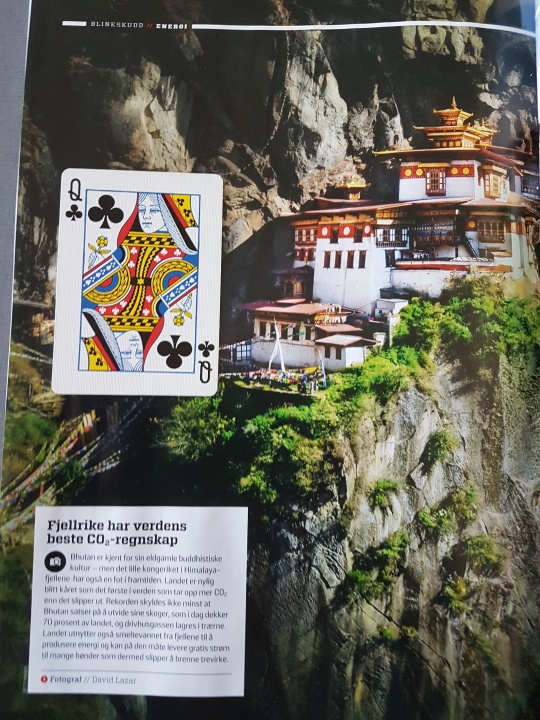 BLINKSKUDD // ENERGI
Q
Q
Fjellrike har verdens
beste CO₂-regnskap
Bhutan er kjent for sin eldgamle buddhistiske
kultur – men det lille kongeriket i Himalaya-
fjellene har også en fot i framtiden. Landet er nylig
blitt kåret som det første i verden som tar opp mer CO₂
enn det slipper ut. Rekorden skyldes ikke minst at
Bhutan satser på å utvide sine skoger, som i dag dekker
70 prosent av landet, og drivhusgassen lagres i trærne.
Landet utnytter også smeltevannet fra fjellene til å
produsere energi og kan på den måte levere gratis strøm
til mange bønder som dermed slipper å brenne trevirke.
Fotograf // David Lazar